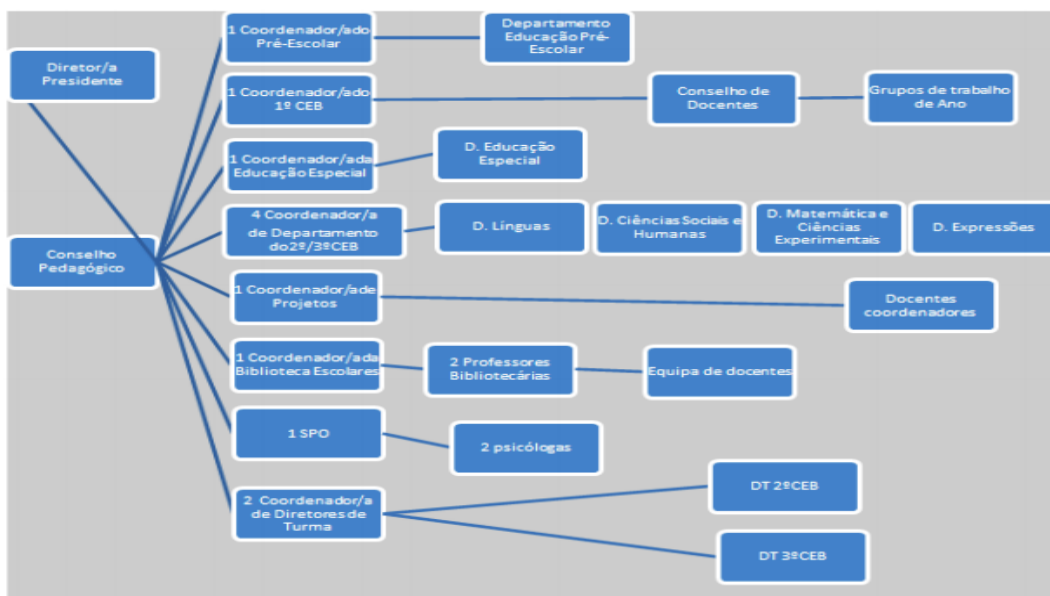 Diretor/a
Presidente
Conselho
Pedagógico
1 Coordenador/ado
Pré-Escolar
Departamento
Educação Pré-
Escolar
1 Coordenador/ado
1º CEB
Conselho de
Docentes
Grupos de trabalho
de Ano
1 Coordenador/ada
Educação Especial
D. Educação
Especial
4 Coordenador/a
de Departamento
do2º/3ºCEB
D. Línguas
D. Ciências Sociais e
Humanas
D. Matemática e
Ciências
Experimentais
D. Expressões
1 Coordenador/ade
Projetos
Docentes
coordenadores
1 Coordenador/ada
Biblioteca Escolares
2 Professores
Bibliotecárias
Equipa de docentes
1 SPO
2 psicólogas
2 Coordenador/a
de Diretores de
Turma
DT 2ºCEB
DT 3ºCEB